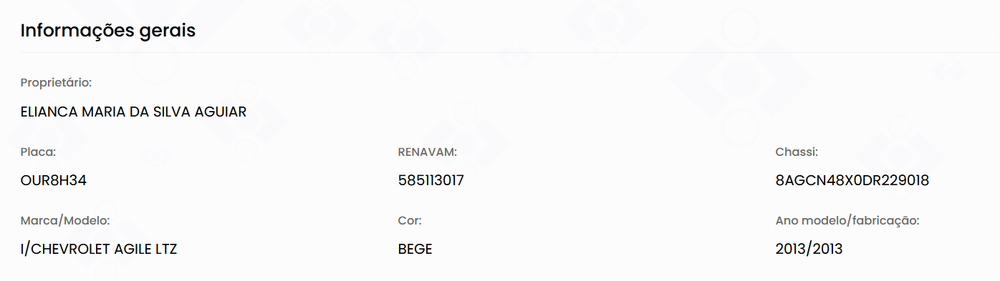 Informações gerais
Proprietário:
ELIANCA MARIA DA SILVA AGUIAR
Placa: RENAVAM: Chassi:
OUR8H34 585113017 8AGCN48X0DR229018
Marca/Modelo: Cor: Ano modelo/fabricação:
I/CHEVROLET AGILE LTZ BEGE 2013/2013